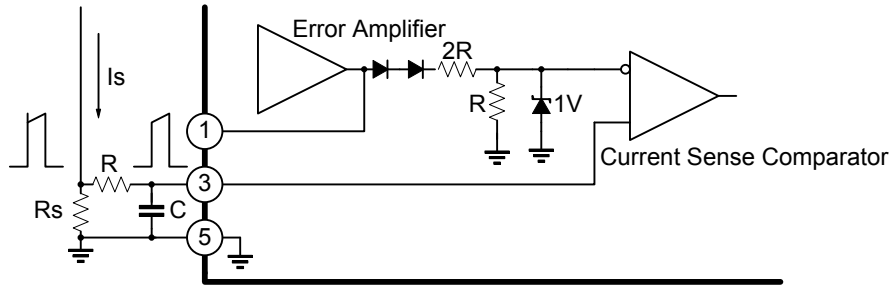 Error Amplifier
2R
Is
R
1V
1
Current Sense Comparator
R
3
Rs
C
5